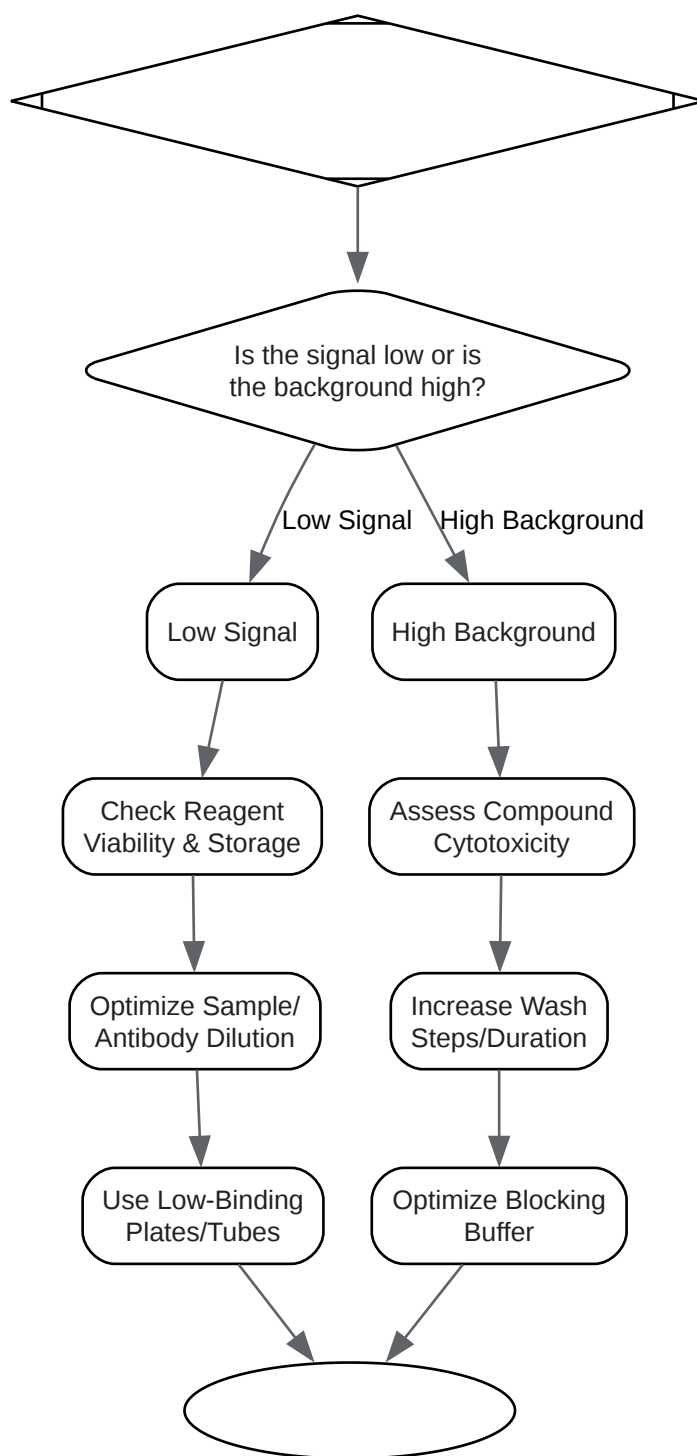 Is the signal low or is
the background high?
Low Signal
High Background
Low Signal
High Background
Check Reagent
Viability & Storage
Assess Compound
Cytotoxicity
Optimize Sample/
Antibody Dilution
Increase Wash
Steps/Duration
Use Low-Binding
Plates/Tubes
Optimize Blocking
Buffer